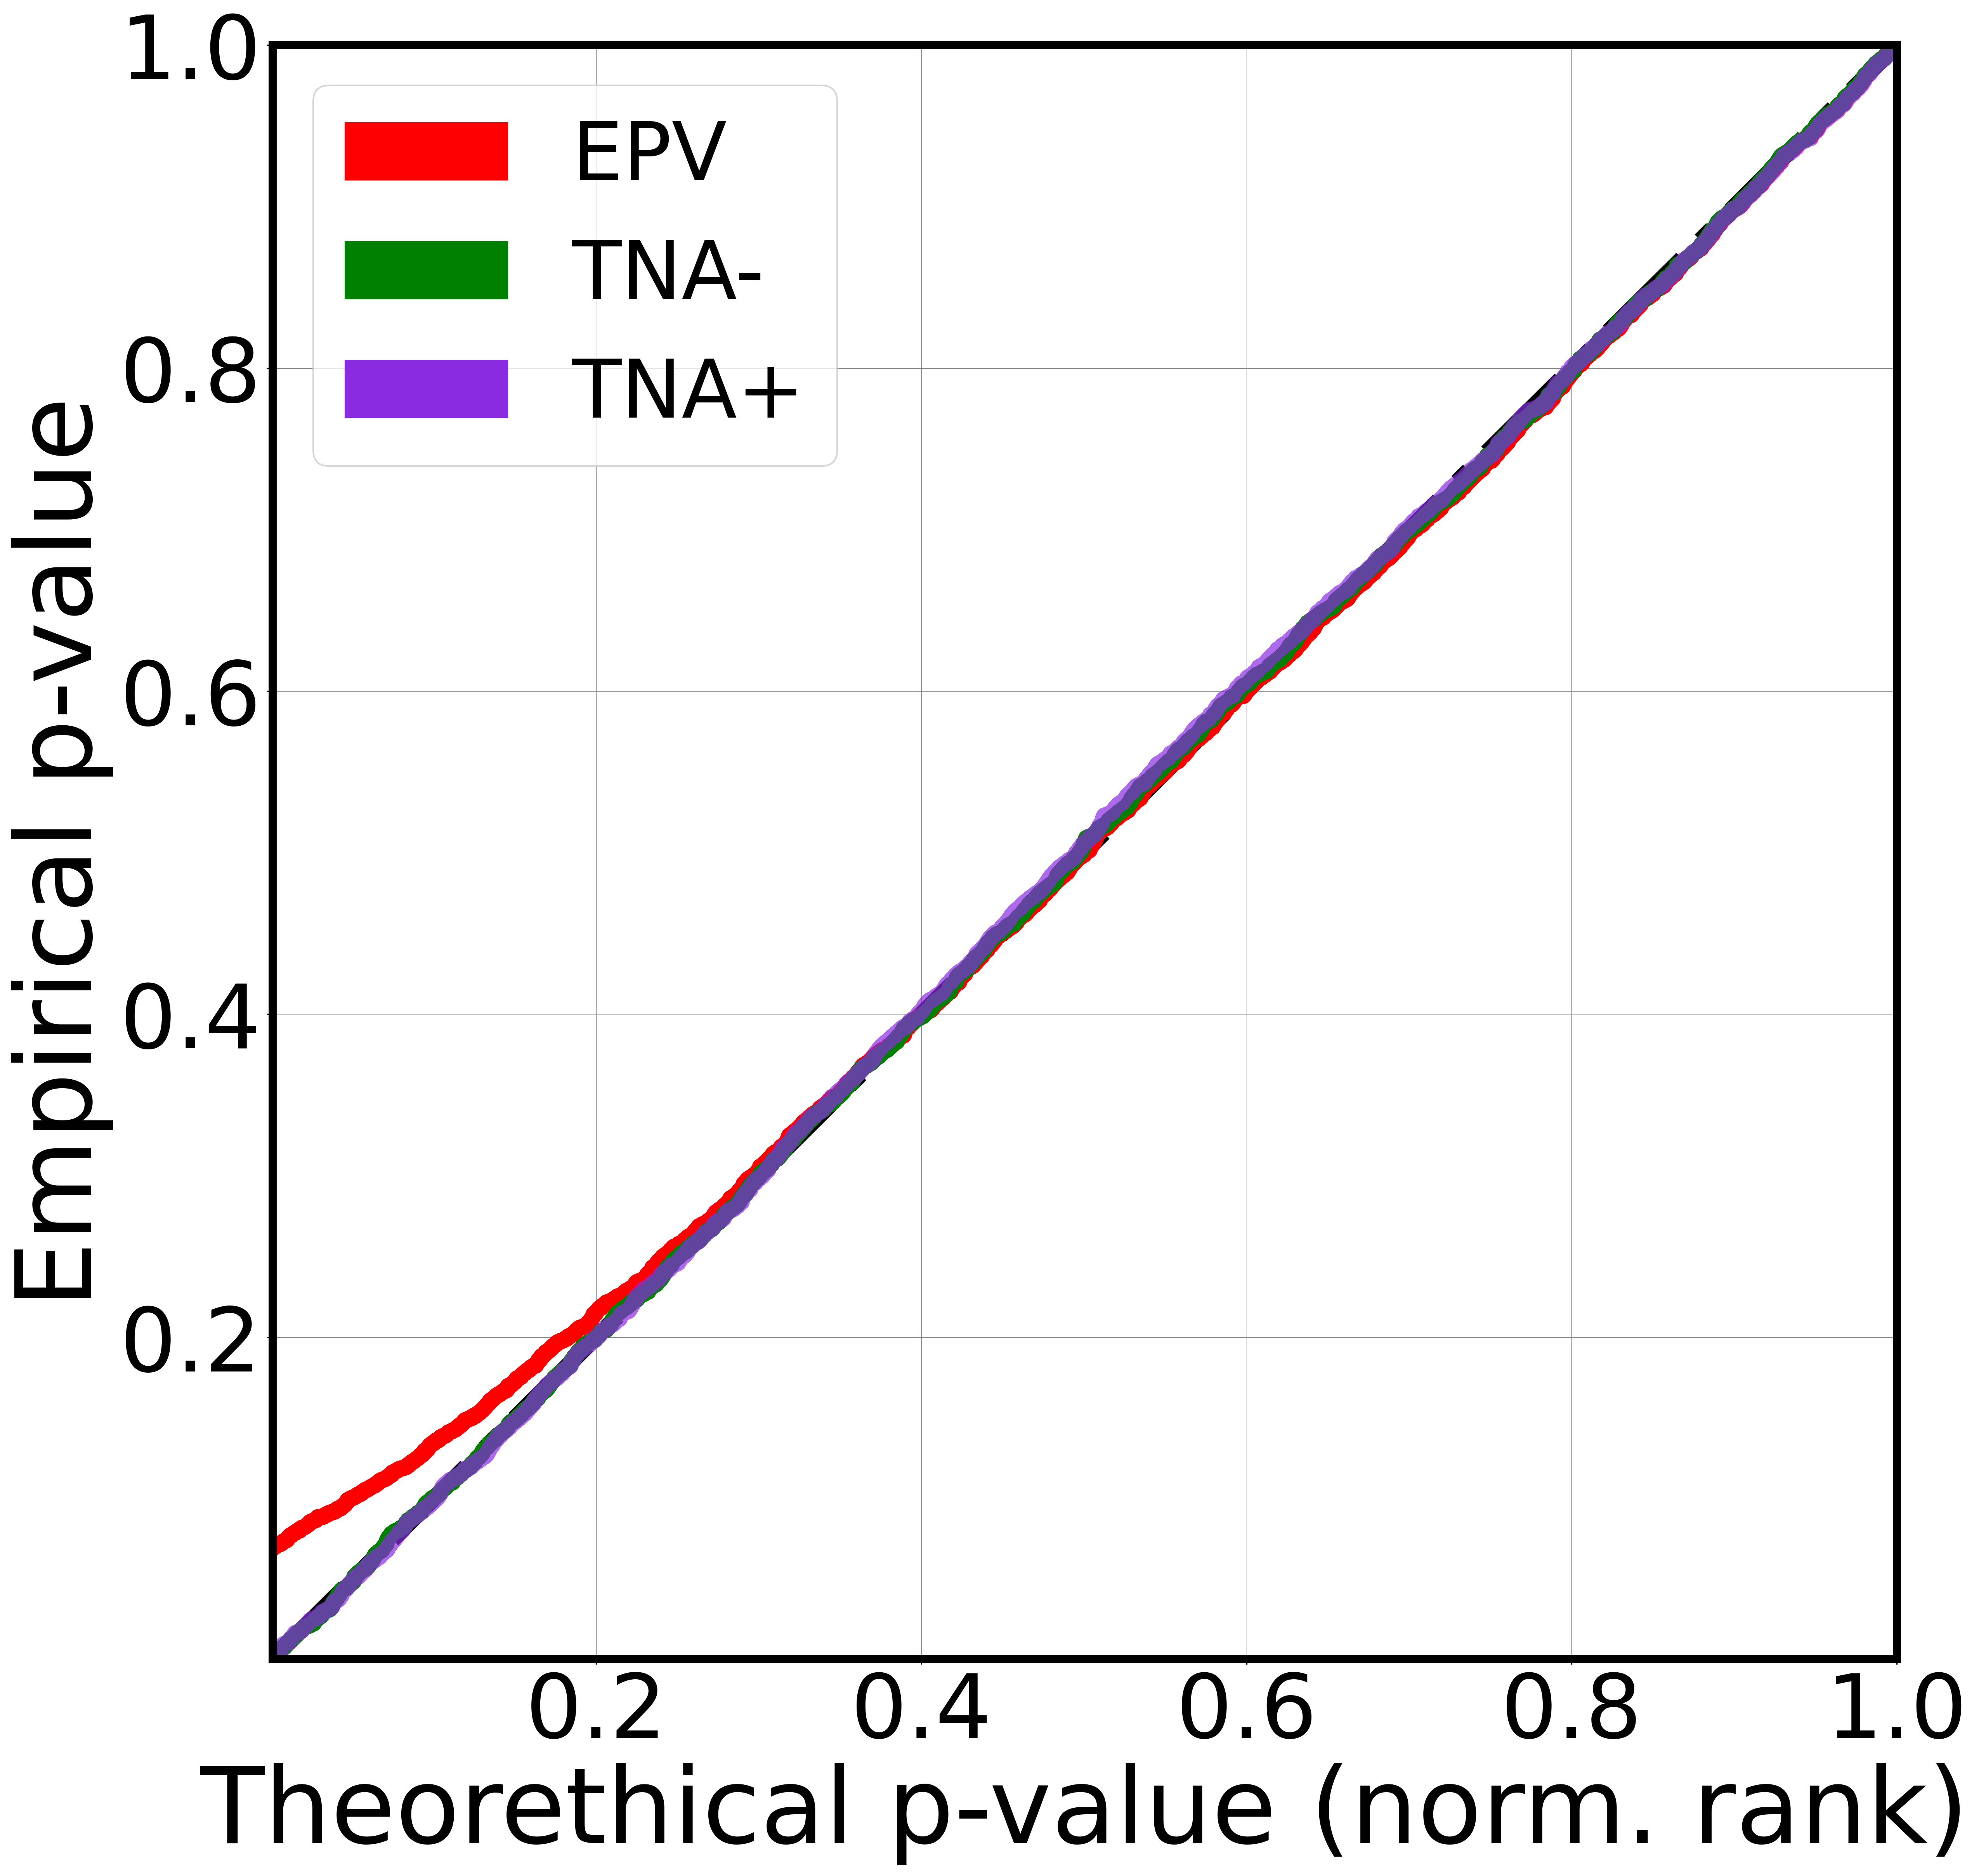 1.0
EPV
TNA-
TNA+
0.8
0.6
0.4
0.2
Empirical p-value
0.2 0.4 0.6 0.8 1.0
Theorethical p-value (norm. rank)